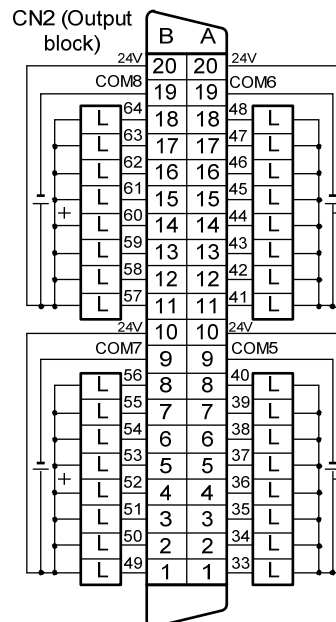 CN2 (Output block) B A
24V 20 20 24V
COM8 19 19 COM6
L 64 18 18 48 L
L 63 17 17 47 L
L 62 16 16 46 L
L 61 15 15 45 L
+ L 60 14 14 44 L
L 59 13 13 43 L
L 58 12 12 42 L
L 57 11 11 41 L
24V 10 10 24V
COM7 9 9 COM5
L 56 8 8 40 L
L 55 7 7 39 L
L 54 6 6 38 L
L 53 5 5 37 L
+ L 52 4 4 36 L
L 51 3 3 35 L
L 50 2 2 34 L
L 49 1 1 33 L